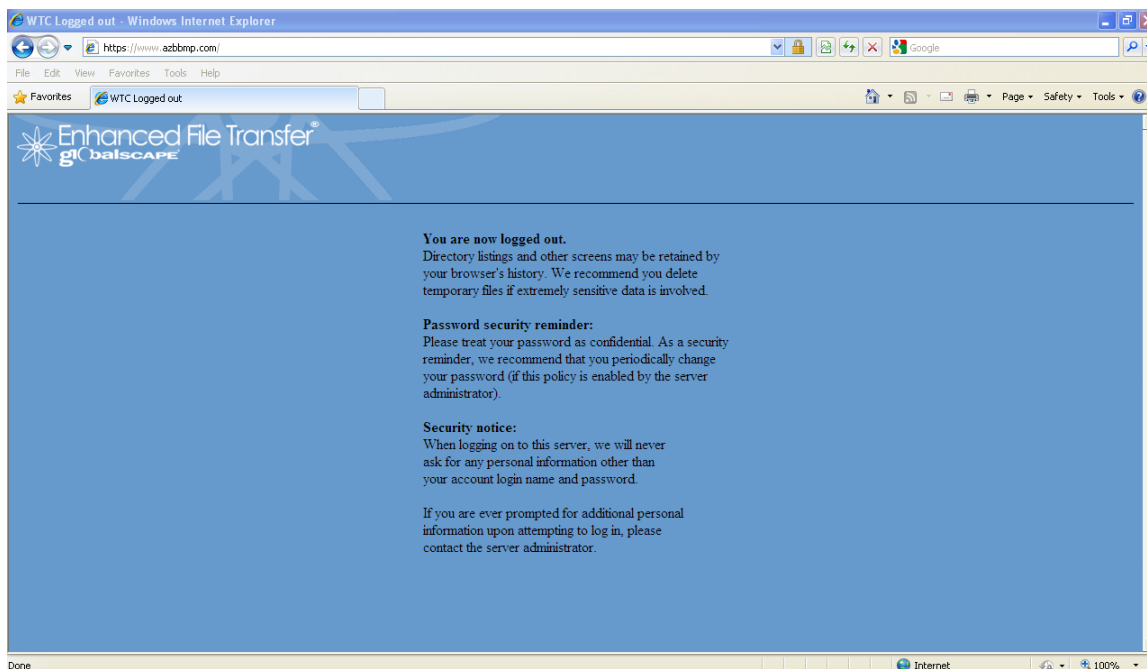 WTC Logged out - Windows Internet Explorer
https://www.azbbmp.com/
Google
File Edit View Favorites Tools Help
Favorites WTC Logged out Page Safety Tools
Enhanced File Transfer®
globalSCAPE
You are now logged out.
Directory listings and other screens may be retained by
your browser's history. We recommend you delete
temporary files if extremely sensitive data is involved.
Password security reminder:
Please treat your password as confidential. As a security
reminder, we recommend that you periodically change
your password (if this policy is enabled by the server
administrator).
Security notice:
When logging on to this server, we will never
ask for any personal information other than
your account login name and password.
If you are ever prompted for additional personal
information upon attempting to log in, please
contact the server administrator.
Done Internet 100%